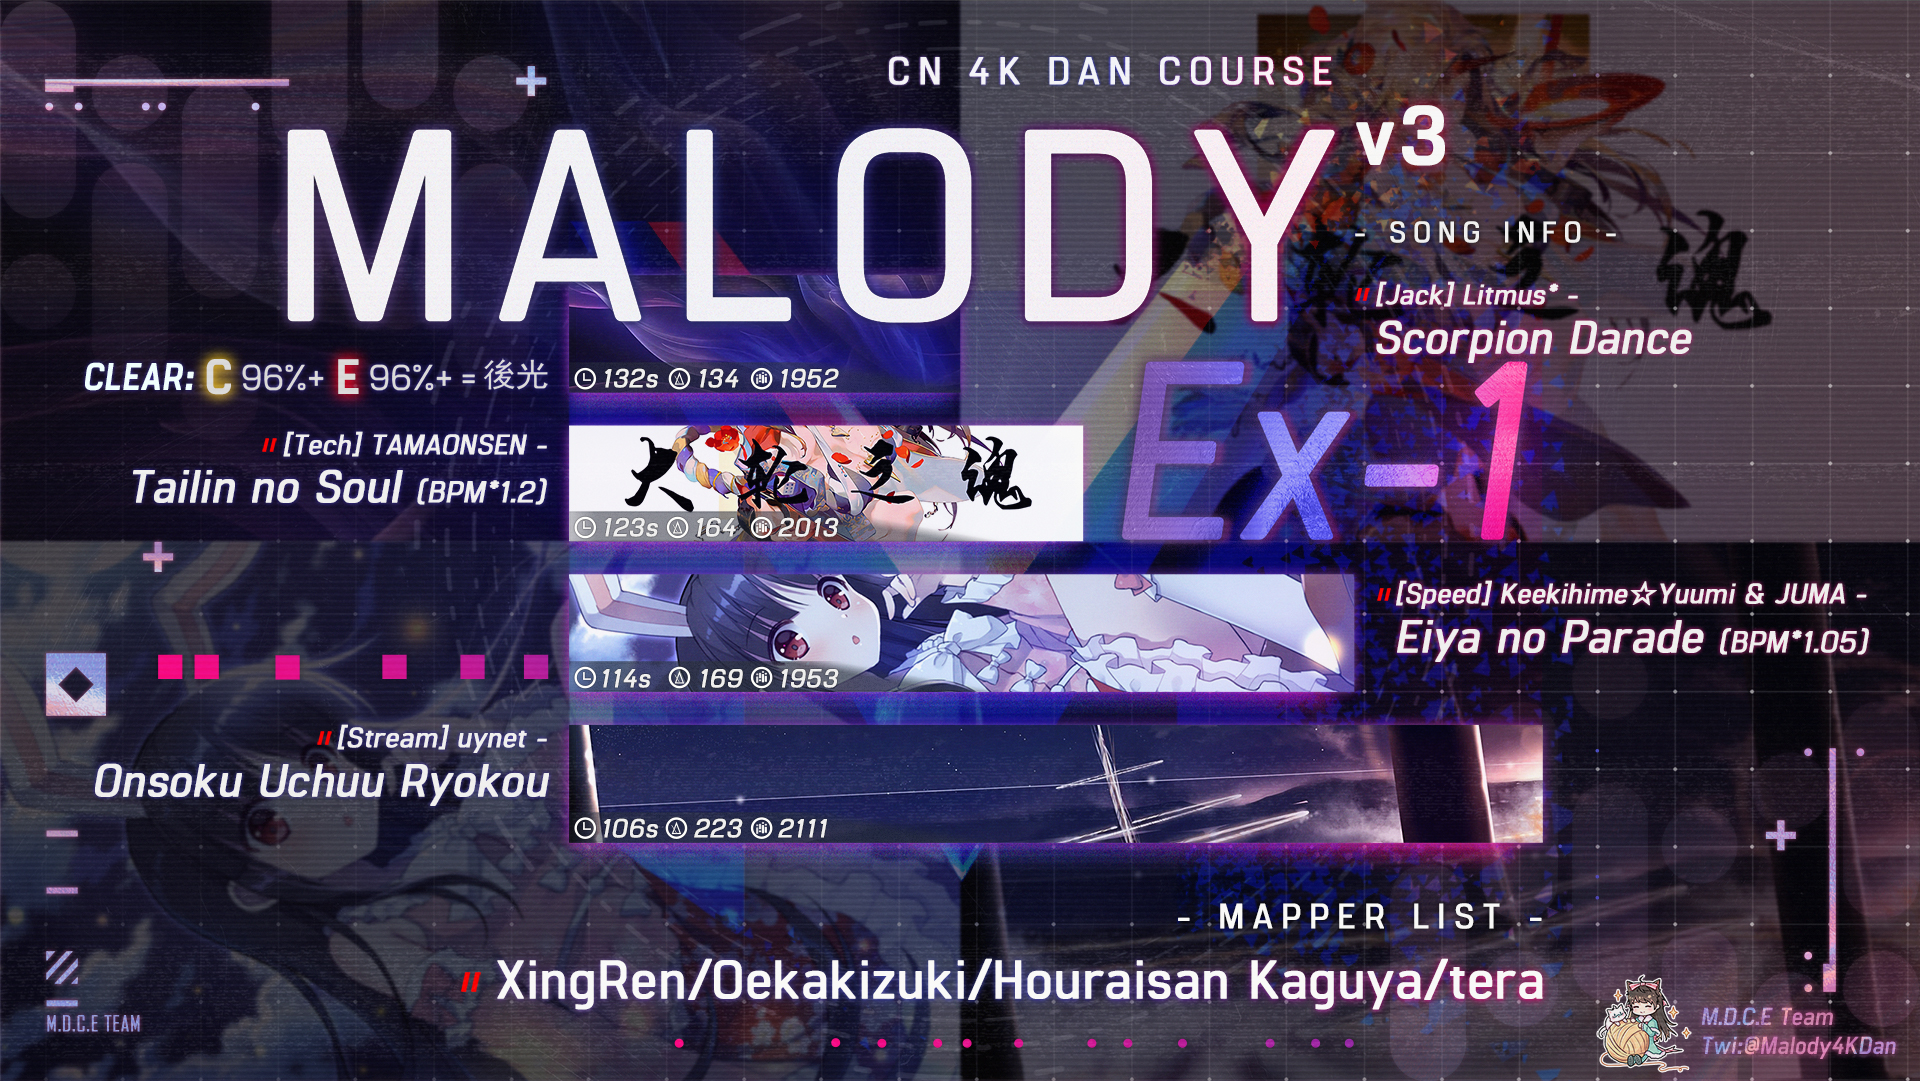 CN 4K DAN COURSE
MALODY v3
- SONG INFO -
〃[Jack] Litmus* -
Scorpion Dance
CLEAR: C 96%+ E 96%+ = 後光
132s 134 1952
Ex-1
〃[Tech] TAMAONSEN -
Tailin no Soul (BPM*1.2)
大轮之魂
123s 164 2013
〃[Speed] Keekihime☆Yuumi & JUMA -
Eiya no Parade (BPM*1.05)
114s 169 1953
〃[Stream] uynet -
Onsoku Uchuu Ryokou
106s 223 2111
- MAPPER LIST -
〃XingRen/Oekakizuki/Houraisan Kaguya/tera
M.D.C.E TEAM
M.D.C.E Team
Twi:@Malody4KDan